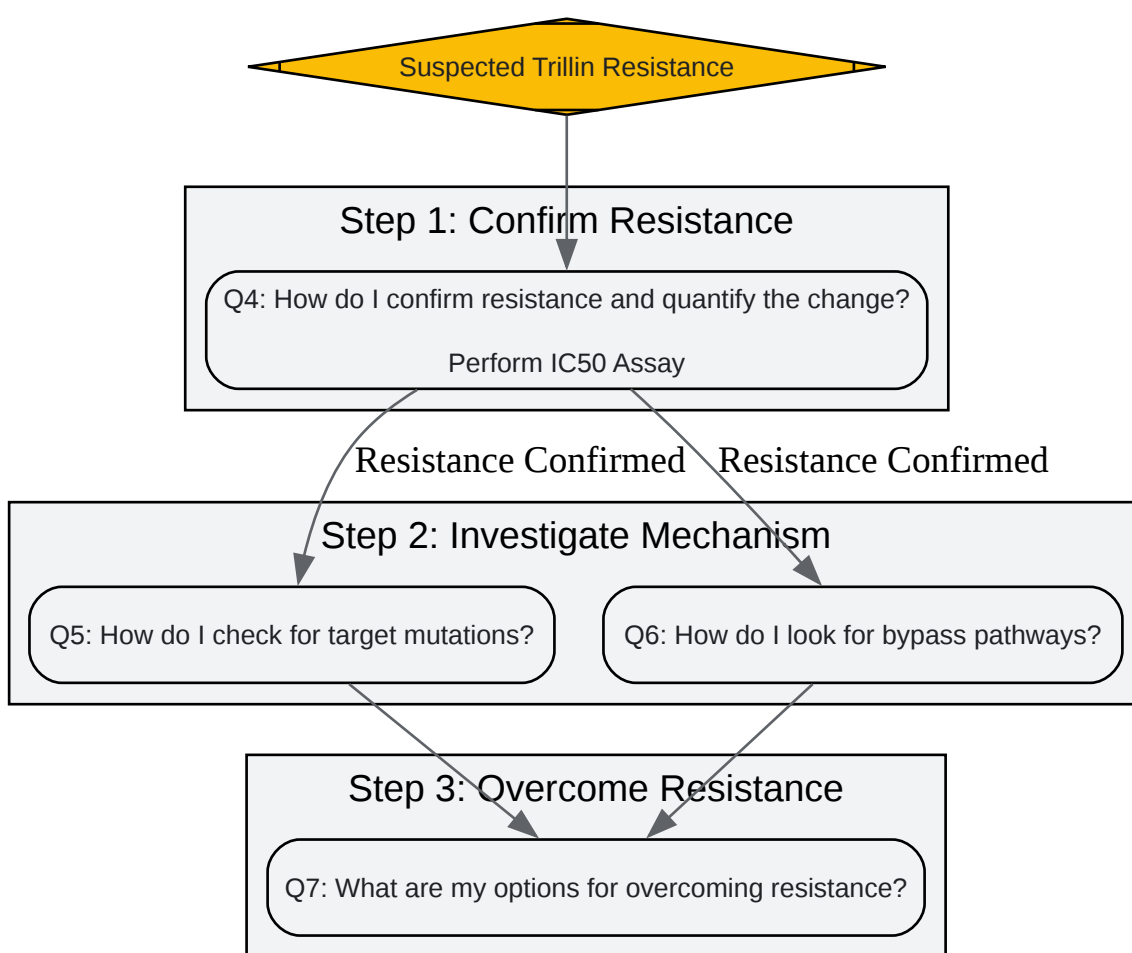 Suspected Trillin Resistance
Step 1: Confirm Resistance
Q4: How do I confirm resistance and quantify the change?
Perform IC50 Assay
Resistance Confirmed
Resistance Confirmed
Step 2: Investigate Mechanism
Q5: How do I check for target mutations?
Q6: How do I look for bypass pathways?
Step 3: Overcome Resistance
Q7: What are my options for overcoming resistance?